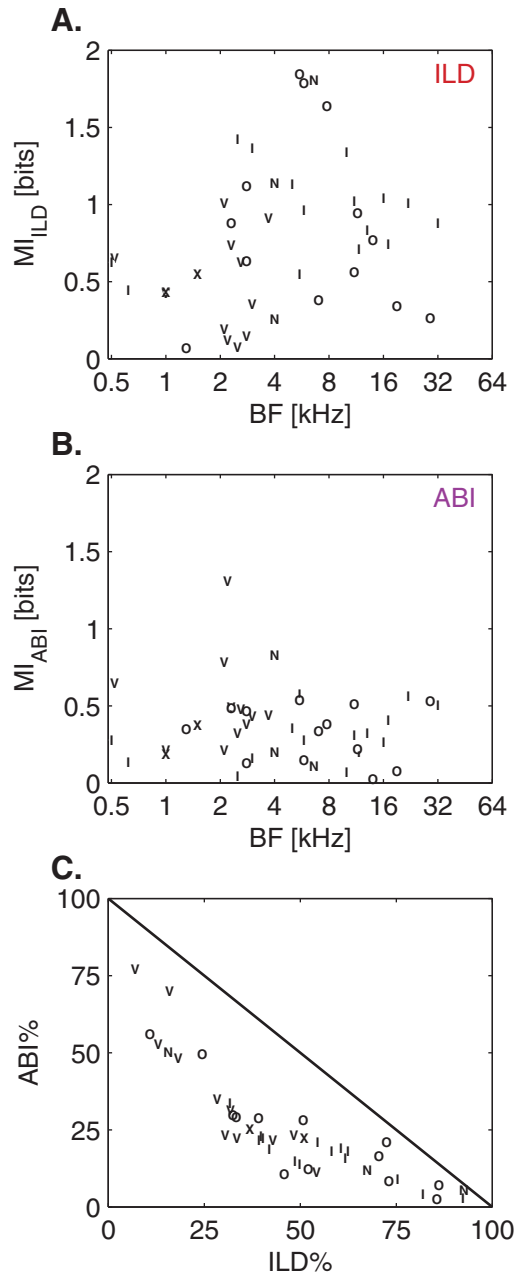 A.
ILD
2
1.5
1
0.5
0
MI_ILD [bits]
0.5 1 2 4 8 16 32 64
BF [kHz]
B.
ABI
2
1.5
1
0.5
0
MI_ABI [bits]
0.5 1 2 4 8 16 32 64
BF [kHz]
C.
100
75
50
25
0
ABI%
0 25 50 75 100
ILD%